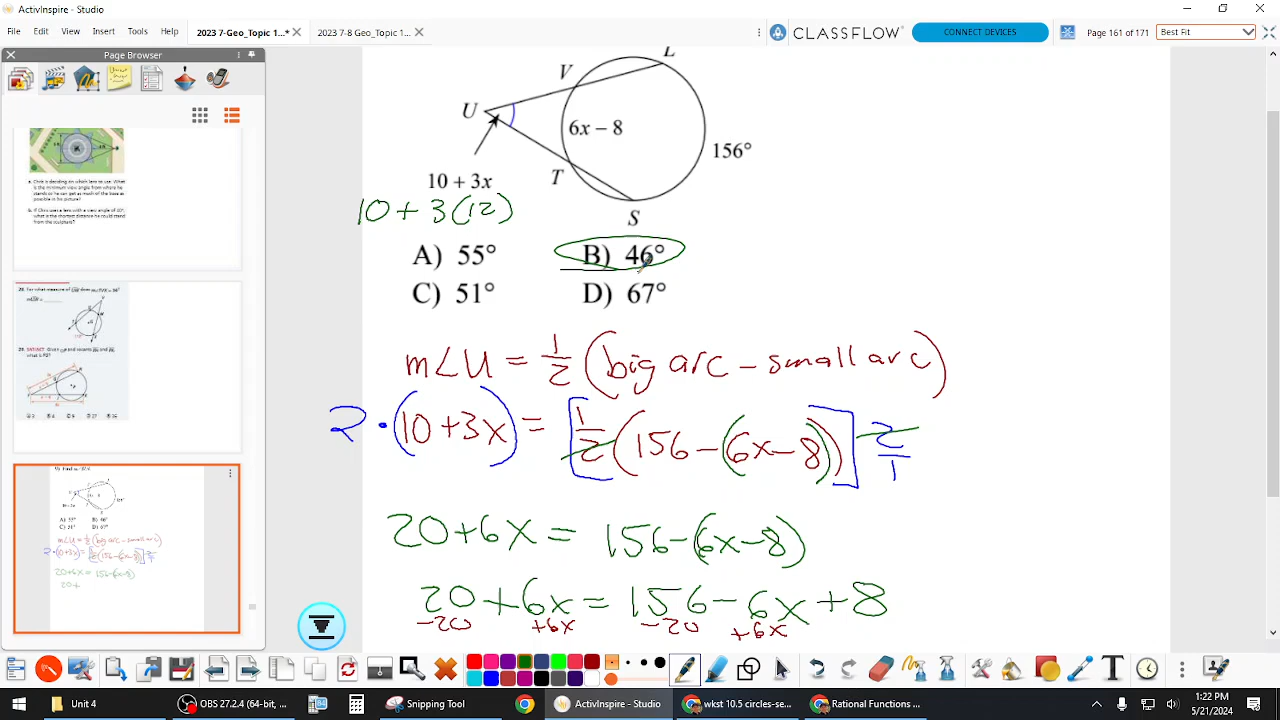 ActivInspire - Studio
File Edit View Insert Tools Help
2023 7-Geo_Topic 1...*
2023 7-8 Geo_Topic 1...
CLASSFLOW
CONNECT DEVICES
Page 161 of 171
Best Fit
Page Browser
L
V
U
6x – 8
156°
T
10 + 3x
S
10 + 3(12)
A) 55°
B) 46°
C) 51°
D) 67°
m∠U = 1/2 (big arc – small arc)
2 • (10 + 3x) = [1/2 (156 – (6x – 8))] 2/1
20 + 6x = 156 – (6x – 8)
20 + 6x = 156 – 6x + 8
–20 +6x –20 +6x
Unit 4
OBS 27.2.4 (64-bit, ...
Snipping Tool
ActivInspire - Studio
wkst 10.5 circles-se...
Rational Functions ...
1:22 PM
5/21/2024